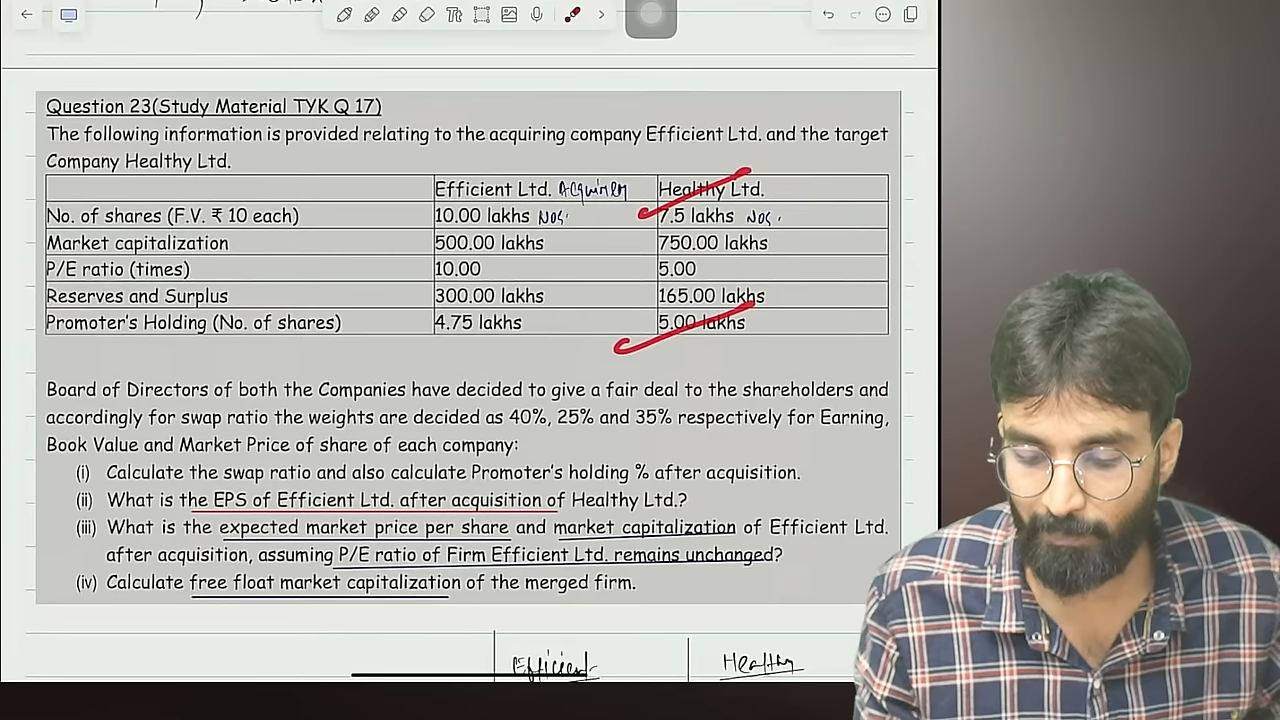 Question 23(Study Material TYK Q 17)
The following information is provided relating to the acquiring company Efficient Ltd. and the target
Company Healthy Ltd.
Efficient Ltd. Acquirer Healthy Ltd.
No. of shares (F.V. ₹ 10 each) 10.00 lakhs Nos. 7.5 lakhs Nos.
Market capitalization 500.00 lakhs 750.00 lakhs
P/E ratio (times) 10.00 5.00
Reserves and Surplus 300.00 lakhs 165.00 lakhs
Promoter's Holding (No. of shares) 4.75 lakhs 5.00 lakhs
Board of Directors of both the Companies have decided to give a fair deal to the shareholders and
accordingly for swap ratio the weights are decided as 40%, 25% and 35% respectively for Earning,
Book Value and Market Price of share of each company:
(i) Calculate the swap ratio and also calculate Promoter's holding % after acquisition.
(ii) What is the EPS of Efficient Ltd. after acquisition of Healthy Ltd.?
(iii) What is the expected market price per share and market capitalization of Efficient Ltd.
after acquisition, assuming P/E ratio of Firm Efficient Ltd. remains unchanged?
(iv) Calculate free float market capitalization of the merged firm.
Efficient Healthy